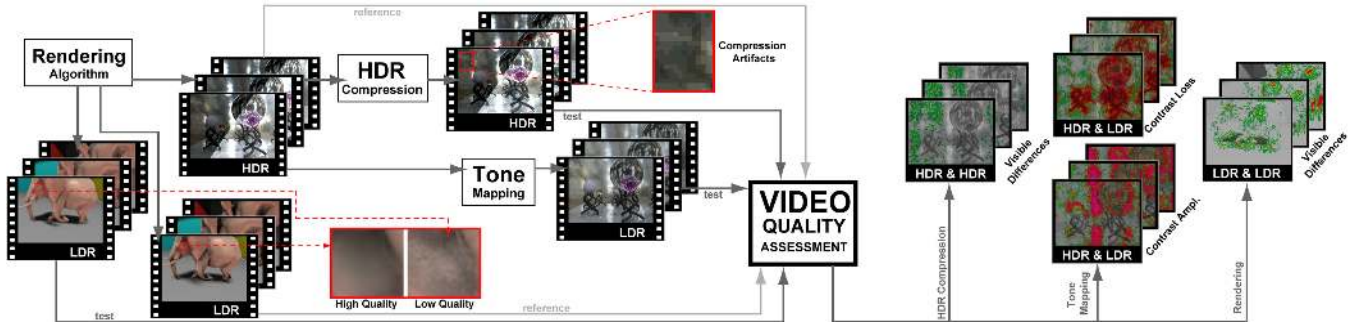 reference
Rendering
Algorithm
HDR
Compression
Compression
Artifacts
HDR
HDR
test
Tone
Mapping
LDR
test
LDR
LDR
High Quality
Low Quality
reference
test
VIDEO
QUALITY
ASSESSMENT
HDR Compression
HDR & HDR
Visible
Differences
Tone
Mapping
HDR & LDR
Contrast Loss
HDR & LDR
Contrast Ampl.
Rendering
LDR & LDR
Visible
Differences